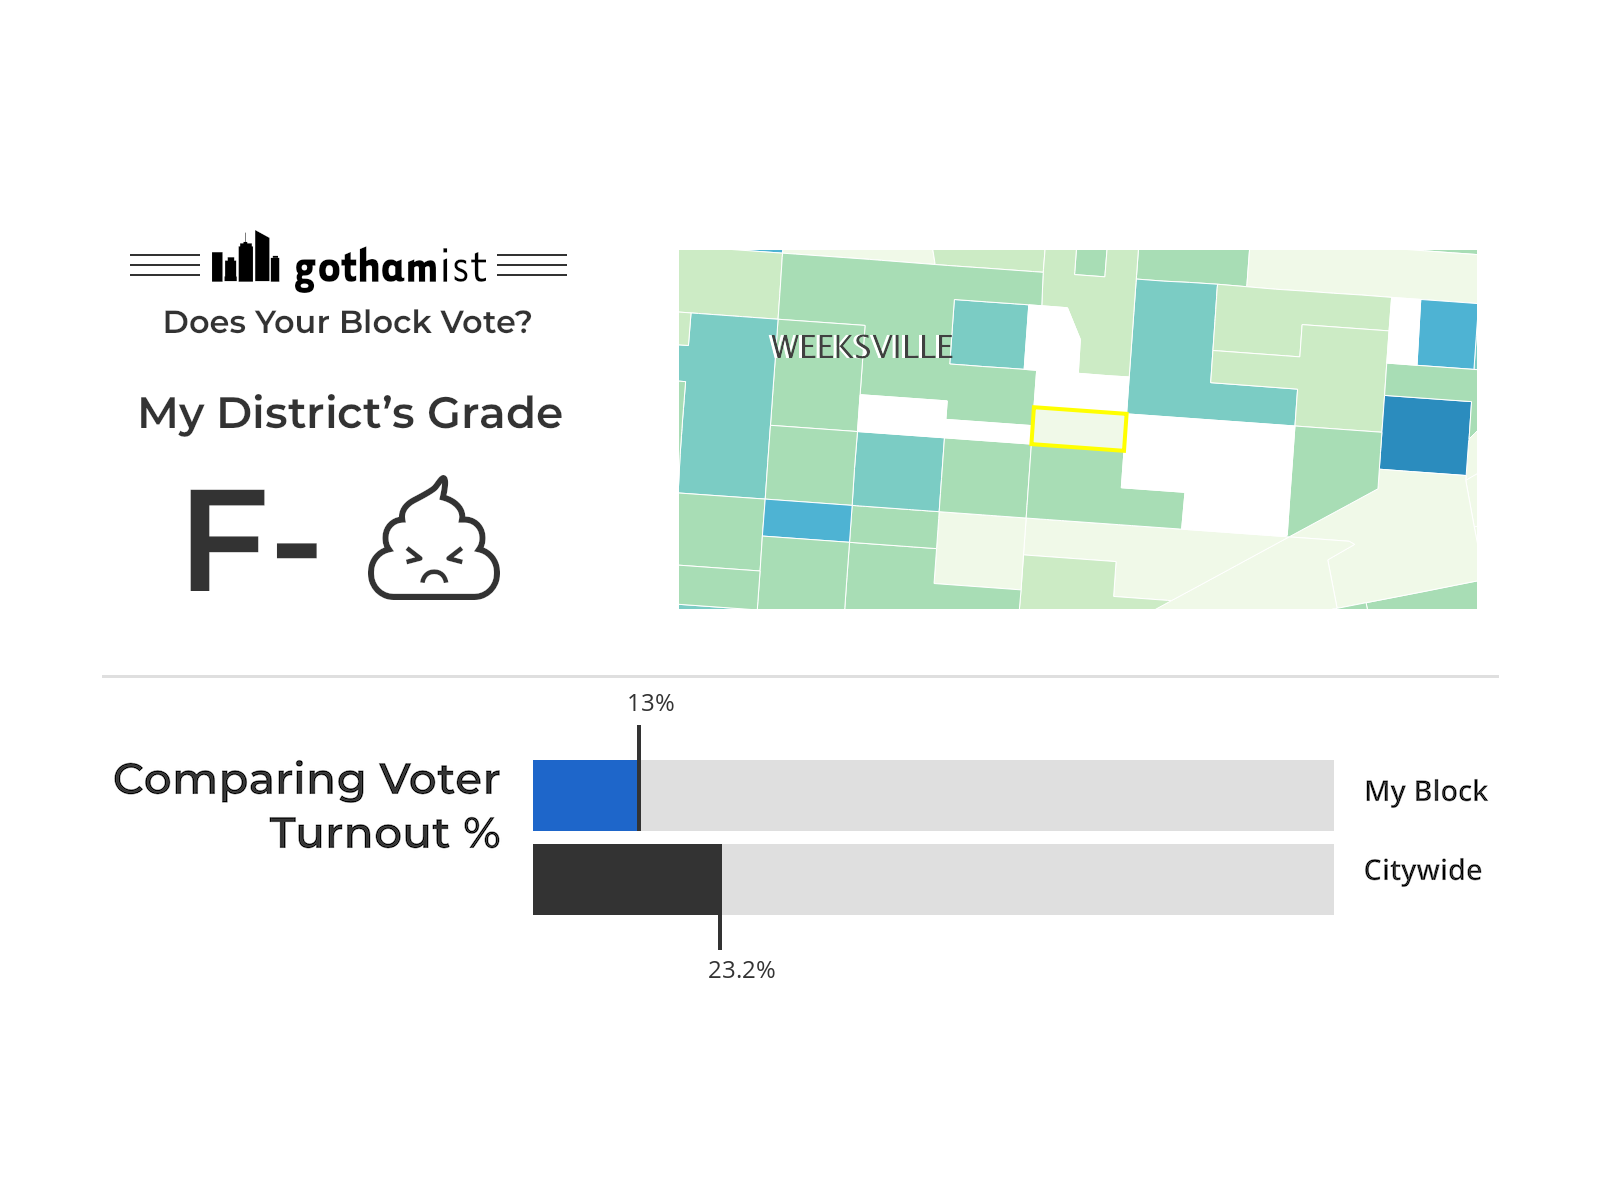 gothamist
Does Your Block Vote?
My District's Grade
F-
WEEKSVILLE
13%
Comparing Voter
Turnout %
My Block
Citywide
23.2%